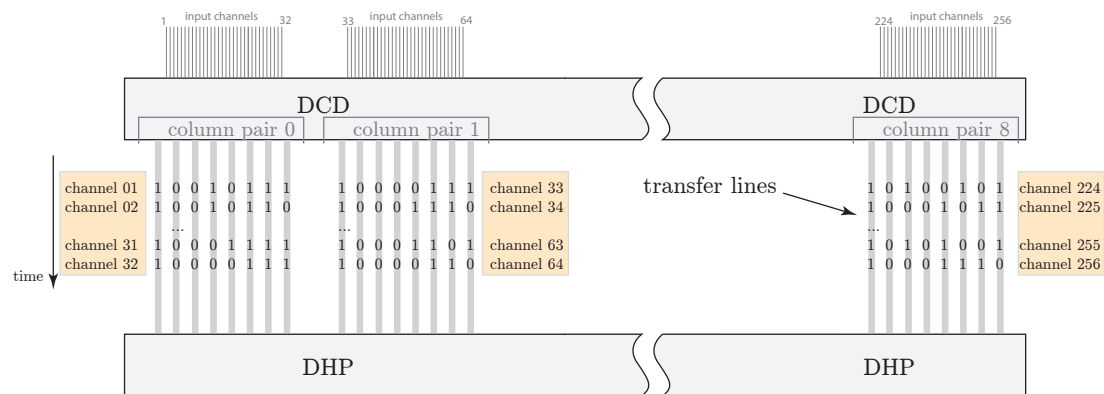 input channels input channels input channels
1 32 33 64 224 256
DCD DCD
column pair 0 column pair 1 column pair 8
channel 01 1 0 0 1 0 1 1 1 1 0 0 0 0 1 1 1 channel 33 1 0 1 0 0 1 0 1 channel 224
channel 02 1 0 0 1 0 1 1 0 1 0 0 0 1 1 1 0 channel 34 transfer lines 1 0 0 0 1 0 1 1 channel 225
... ... ...
channel 31 1 0 0 0 1 1 1 1 1 0 0 0 1 1 0 1 channel 63 1 0 1 0 1 0 0 1 channel 255
channel 32 1 0 0 0 0 1 1 1 1 0 0 0 0 1 1 0 channel 64 1 0 0 0 1 1 1 0 channel 256
time
DHP DHP